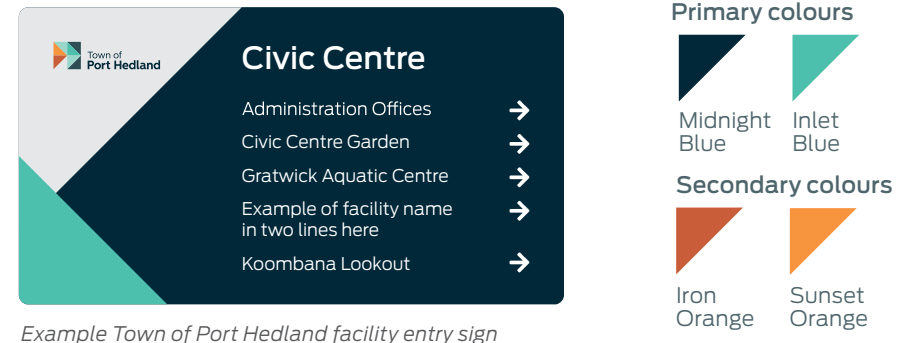 Town of
Port Hedland
Civic Centre
Administration Offices
Civic Centre Garden
Gratwick Aquatic Centre
Example of facility name
in two lines here
Koombana Lookout
Example Town of Port Hedland facility entry sign
Primary colours
Midnight
Blue
Inlet
Blue
Secondary colours
Iron
Orange
Sunset
Orange